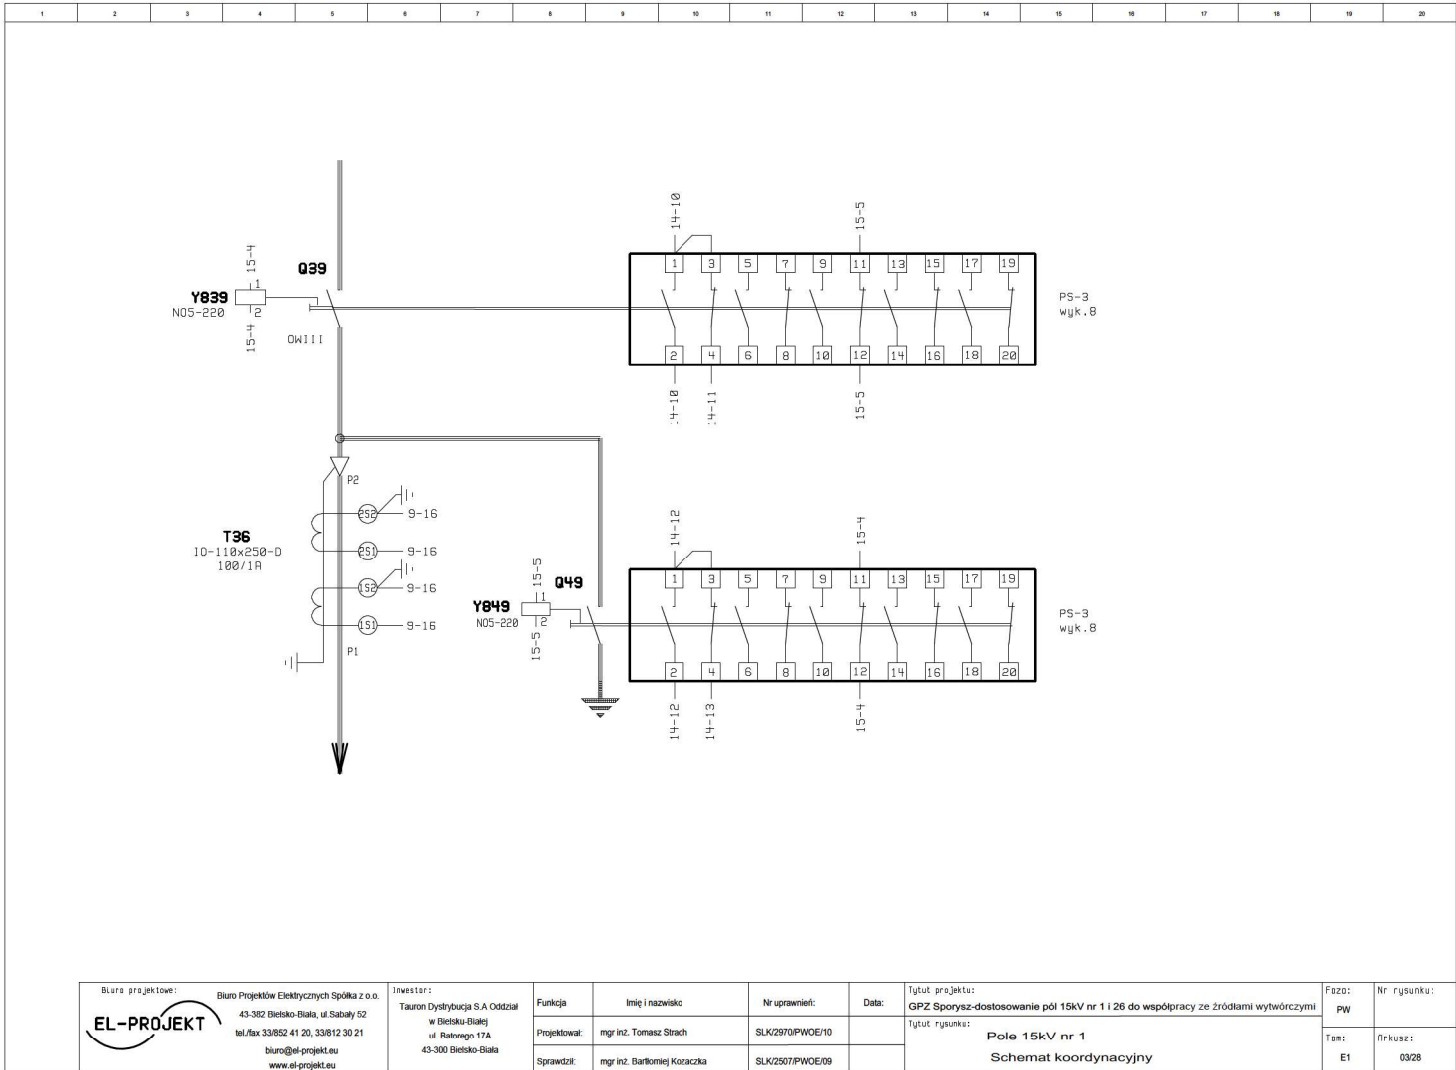 1 2 3 4 5 6 7 8 9 10 11 12 13 14 15 16 17 18 19 20
14-10
15-5
15-4
Q39
1 3 5 7 9 11 13 15 17 19
Y839
1
PS-3
NO5-220
2
wyk.8
15-4
OWIII
2 4 6 8 10 12 14 16 18 20
14-10
14-11
15-5
P2
2S2
9-16
T36
IO-110x250-D
100/1A
2S1
9-16
1S2
9-16
1S1
9-16
P1
14-12
15-4
15-5
Q49
1 3 5 7 9 11 13 15 17 19
Y849
1
PS-3
NO5-220
2
wyk.8
15-5
2 4 6 8 10 12 14 16 18 20
14-12
14-13
15-4
Biuro projektowe:
EL-PROJEKT
Biuro Projektów Elektrycznych Spółka z o.o.
43-382 Bielsko-Biała, ul.Sabały 52
tel./fax 33/852 41 20, 33/812 30 21
biuro@el-projekt.eu
www.el-projekt.eu
Inwestor:
Tauron Dystrybucja S.A Oddział
w Bielsku-Białej
ul. Batorego 17A
43-300 Bielsko-Biała
Funkcja Imię i nazwisko Nr uprawnień: Data:
Projektował: mgr inż. Tomasz Strach SLK/2970/PWOE/10
Sprawdził: mgr inż. Bartłomiej Kozaczka SLK/2507/PWOE/09
Tytuł projektu:
GPZ Sporysz-dostosowanie pól 15kV nr 1 i 26 do współpracy ze źródłami wytwórczymi
Tytuł rysunku:
Pole 15kV nr 1
Schemat koordynacyjny
Faza:
PW
Nr rysunku:
Tom:
E1
Arkusz:
03/28